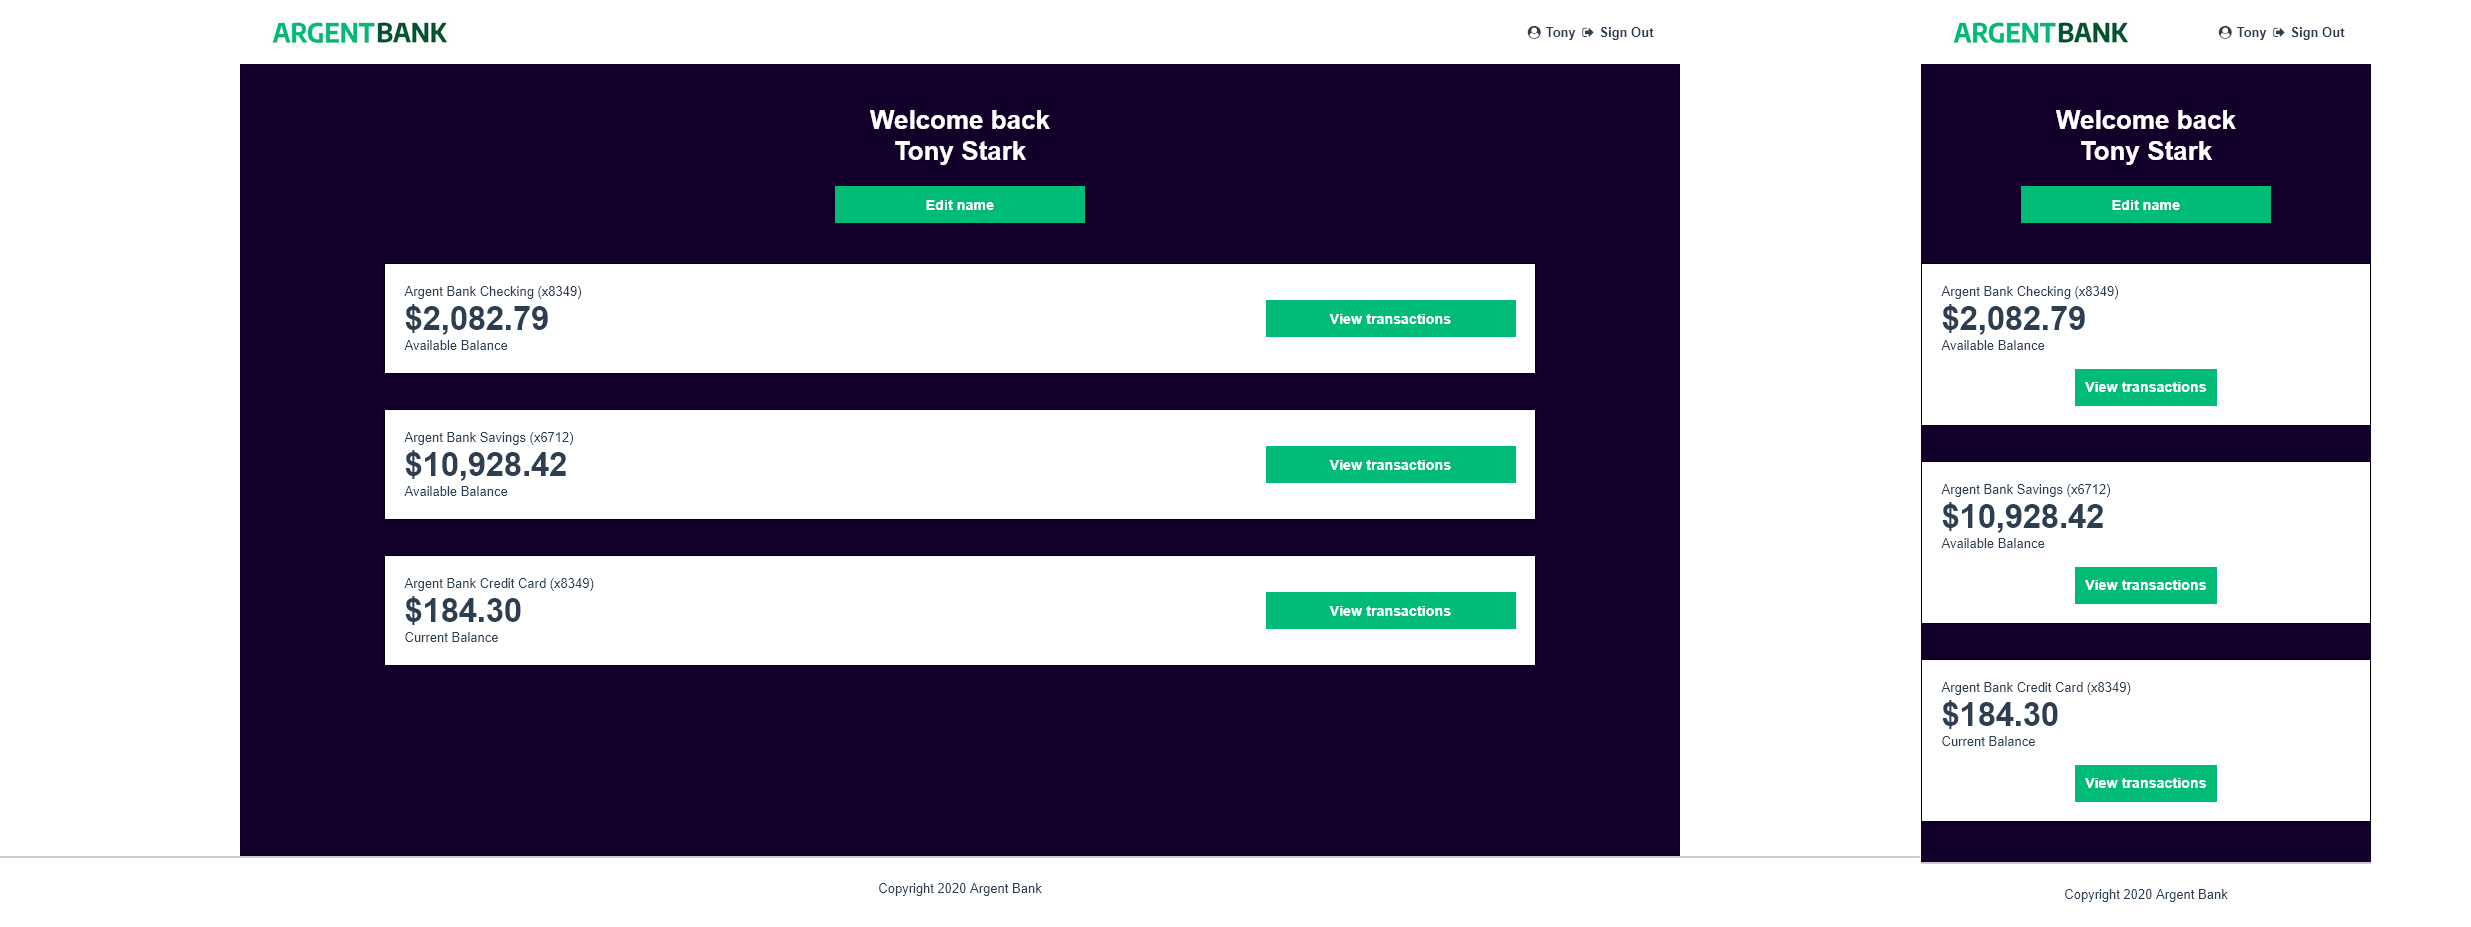 ARGENTBANK
Tony Sign Out
Welcome back
Tony Stark
Edit name
Argent Bank Checking (x8349)
$2,082.79
Available Balance
View transactions
Argent Bank Savings (x6712)
$10,928.42
Available Balance
View transactions
Argent Bank Credit Card (x8349)
$184.30
Current Balance
View transactions
Copyright 2020 Argent Bank
ARGENTBANK
Tony Sign Out
Welcome back
Tony Stark
Edit name
Argent Bank Checking (x8349)
$2,082.79
Available Balance
View transactions
Argent Bank Savings (x6712)
$10,928.42
Available Balance
View transactions
Argent Bank Credit Card (x8349)
$184.30
Current Balance
View transactions
Copyright 2020 Argent Bank